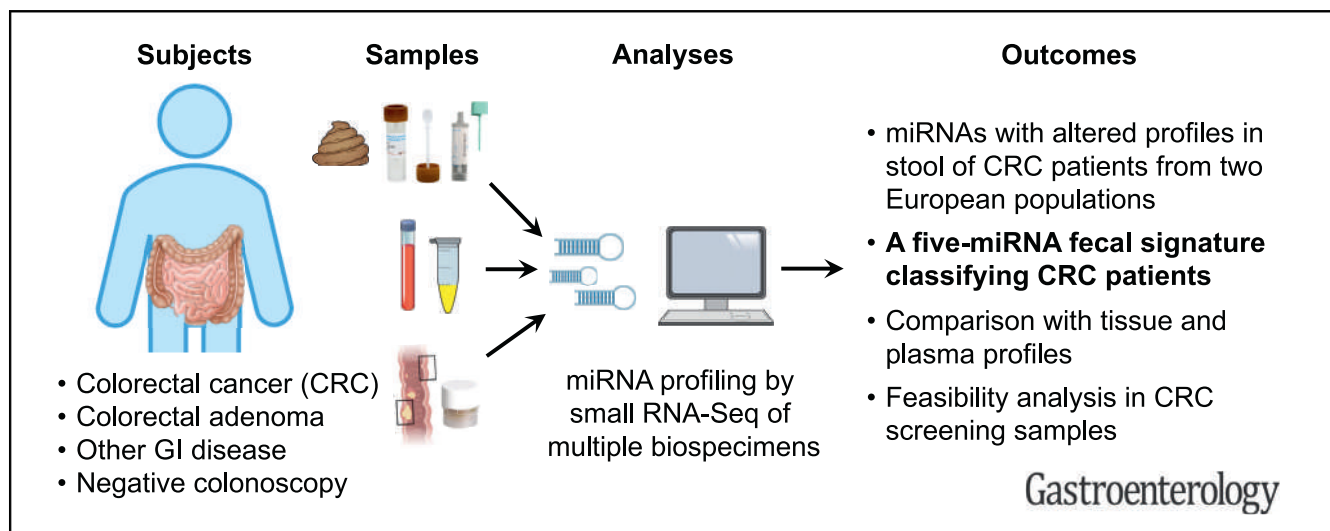 Subjects
Samples
Analyses
Outcomes
• Colorectal cancer (CRC)
• Colorectal adenoma
• Other GI disease
• Negative colonoscopy
miRNA profiling by
small RNA-Seq of
multiple biospecimens
• miRNAs with altered profiles in
stool of CRC patients from two
European populations
• A five-miRNA fecal signature
classifying CRC patients
• Comparison with tissue and
plasma profiles
• Feasibility analysis in CRC
screening samples
Gastroenterology